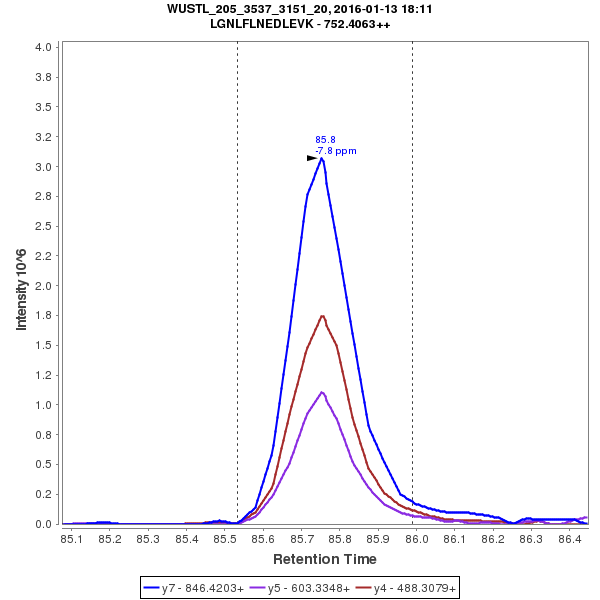 WUSTL_205_3537_3151_20, 2016-01-13 18:11
LGNLFLNEDLEVK - 752.4063++
Intensity 10^6
4.0
3.8
3.5
3.2
3.0
2.8
2.5
2.2
2.0
1.8
1.5
1.2
1.0
0.8
0.5
0.2
0.0
85.8
-7.8 ppm
85.1 85.2 85.3 85.4 85.5 85.6 85.7 85.8 85.9 86.0 86.1 86.2 86.3 86.4
Retention Time
y7 - 846.4203+ y5 - 603.3348+ y4 - 488.3079+